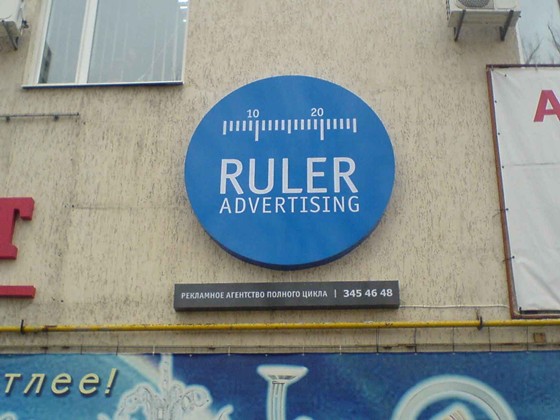 10 20
RULER
ADVERTISING
РЕКЛАМНОЕ АГЕНТСТВО ПОЛНОГО ЦИКЛА | 345 46 48
тлее!